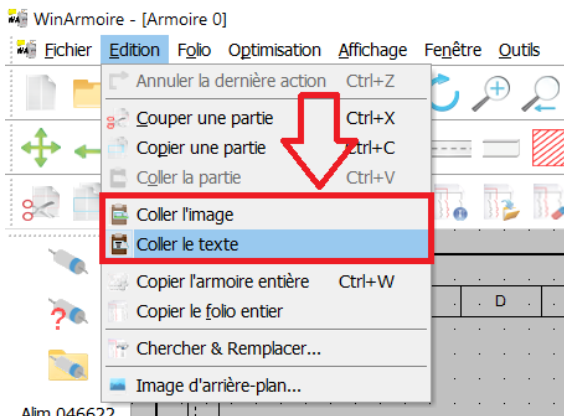 WinArmoire - [Armoire 0]
Fichier Edition Folio Optimisation Affichage Fenêtre Outils
Annuler la dernière action Ctrl+Z
Couper une partie Ctrl+X
Copier une partie Ctrl+C
Coller la partie Ctrl+V
Coller l'image
Coller le texte
Copier l'armoire entière Ctrl+W
Copier le folio entier
D
Chercher & Remplacer...
Image d'arrière-plan...
Alim 046622